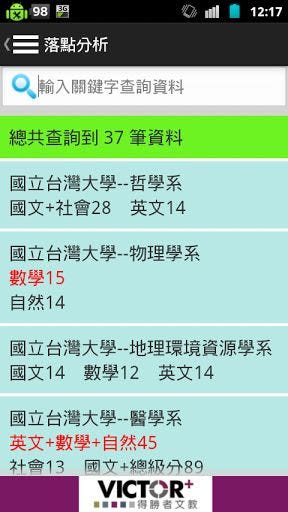 98 3G 12:17
落點分析
輸入關鍵字查詢資料
總共查詢到 37 筆資料
國立台灣大學--哲學系
國文+社會28 英文14
國立台灣大學--物理學系
數學15
自然14
國立台灣大學--地理環境資源學系
國文14 數學12 英文14
國立台灣大學--醫學系
英文+數學+自然45
社會13 國文+總級分89
VICTOR+
得勝者文教